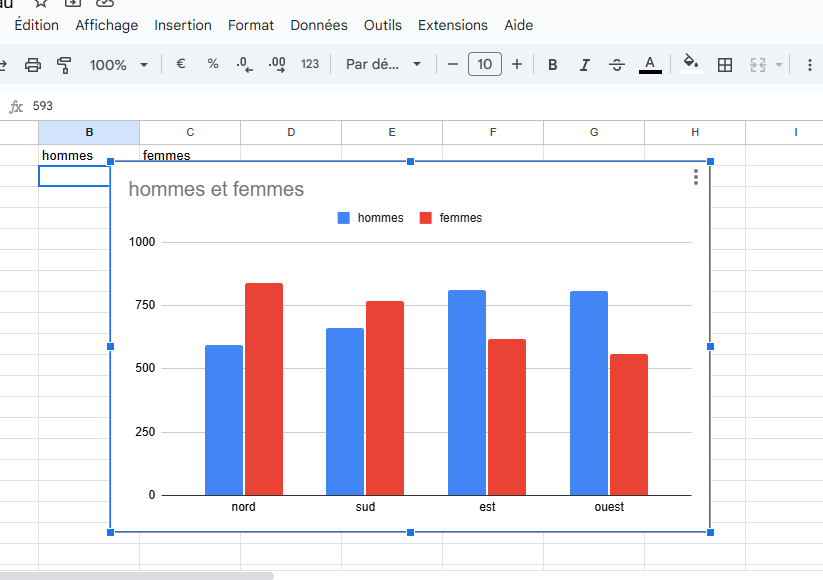 au
Édition Affichage Insertion Format Données Outils Extensions Aide
100% € % .0 .00 123 Par dé... − 10 + B I S A
fx 593
B C D E F G H I
hommes femmes
hommes et femmes
hommes femmes
1000
750
500
250
0
nord sud est ouest